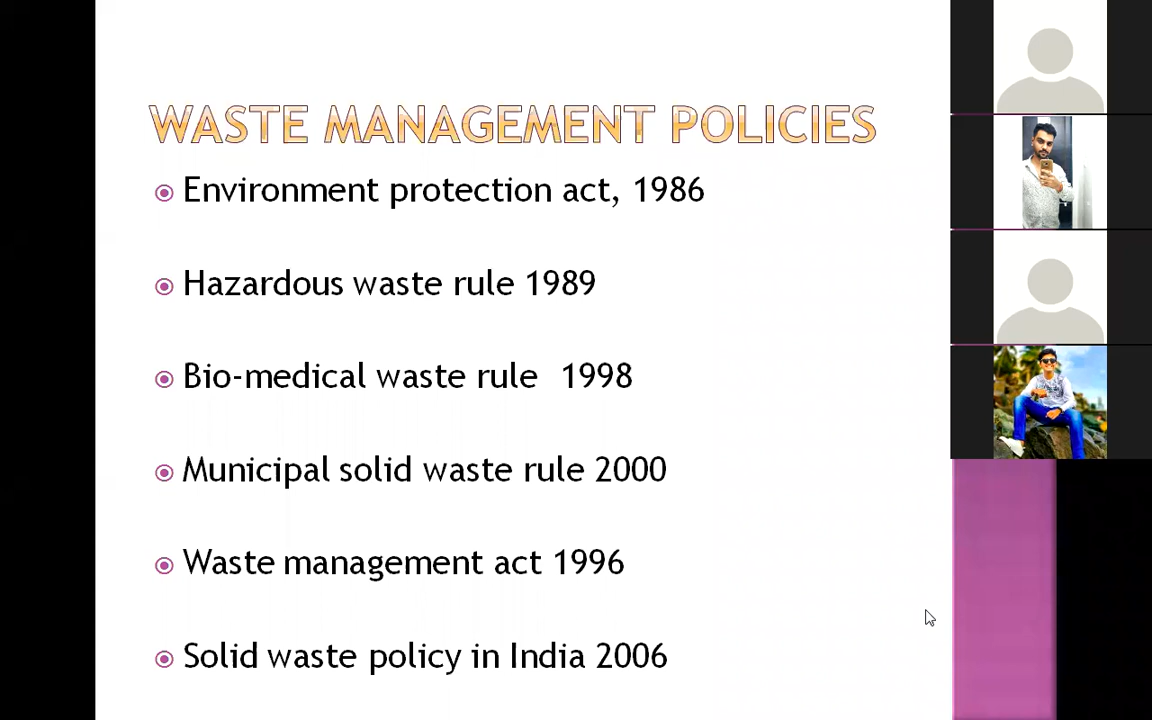 WASTE MANAGEMENT POLICIES
Environment protection act, 1986
Hazardous waste rule 1989
Bio-medical waste rule  1998
Municipal solid waste rule 2000
Waste management act 1996
Solid waste policy in India 2006